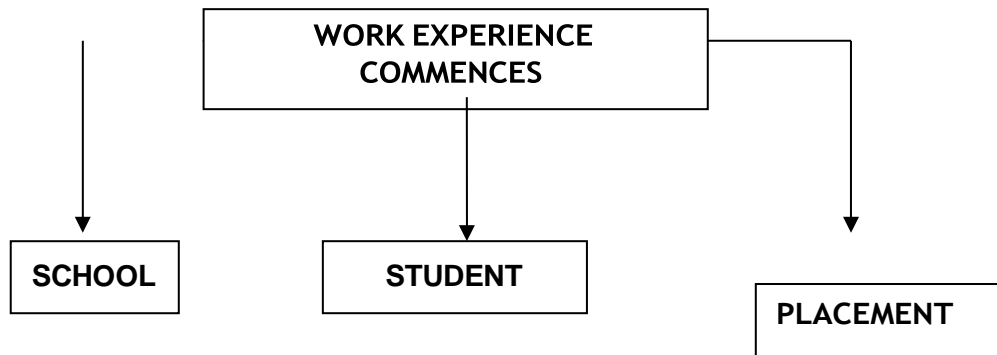 WORK EXPERIENCE
COMMENCES
SCHOOL
STUDENT
PLACEMENT